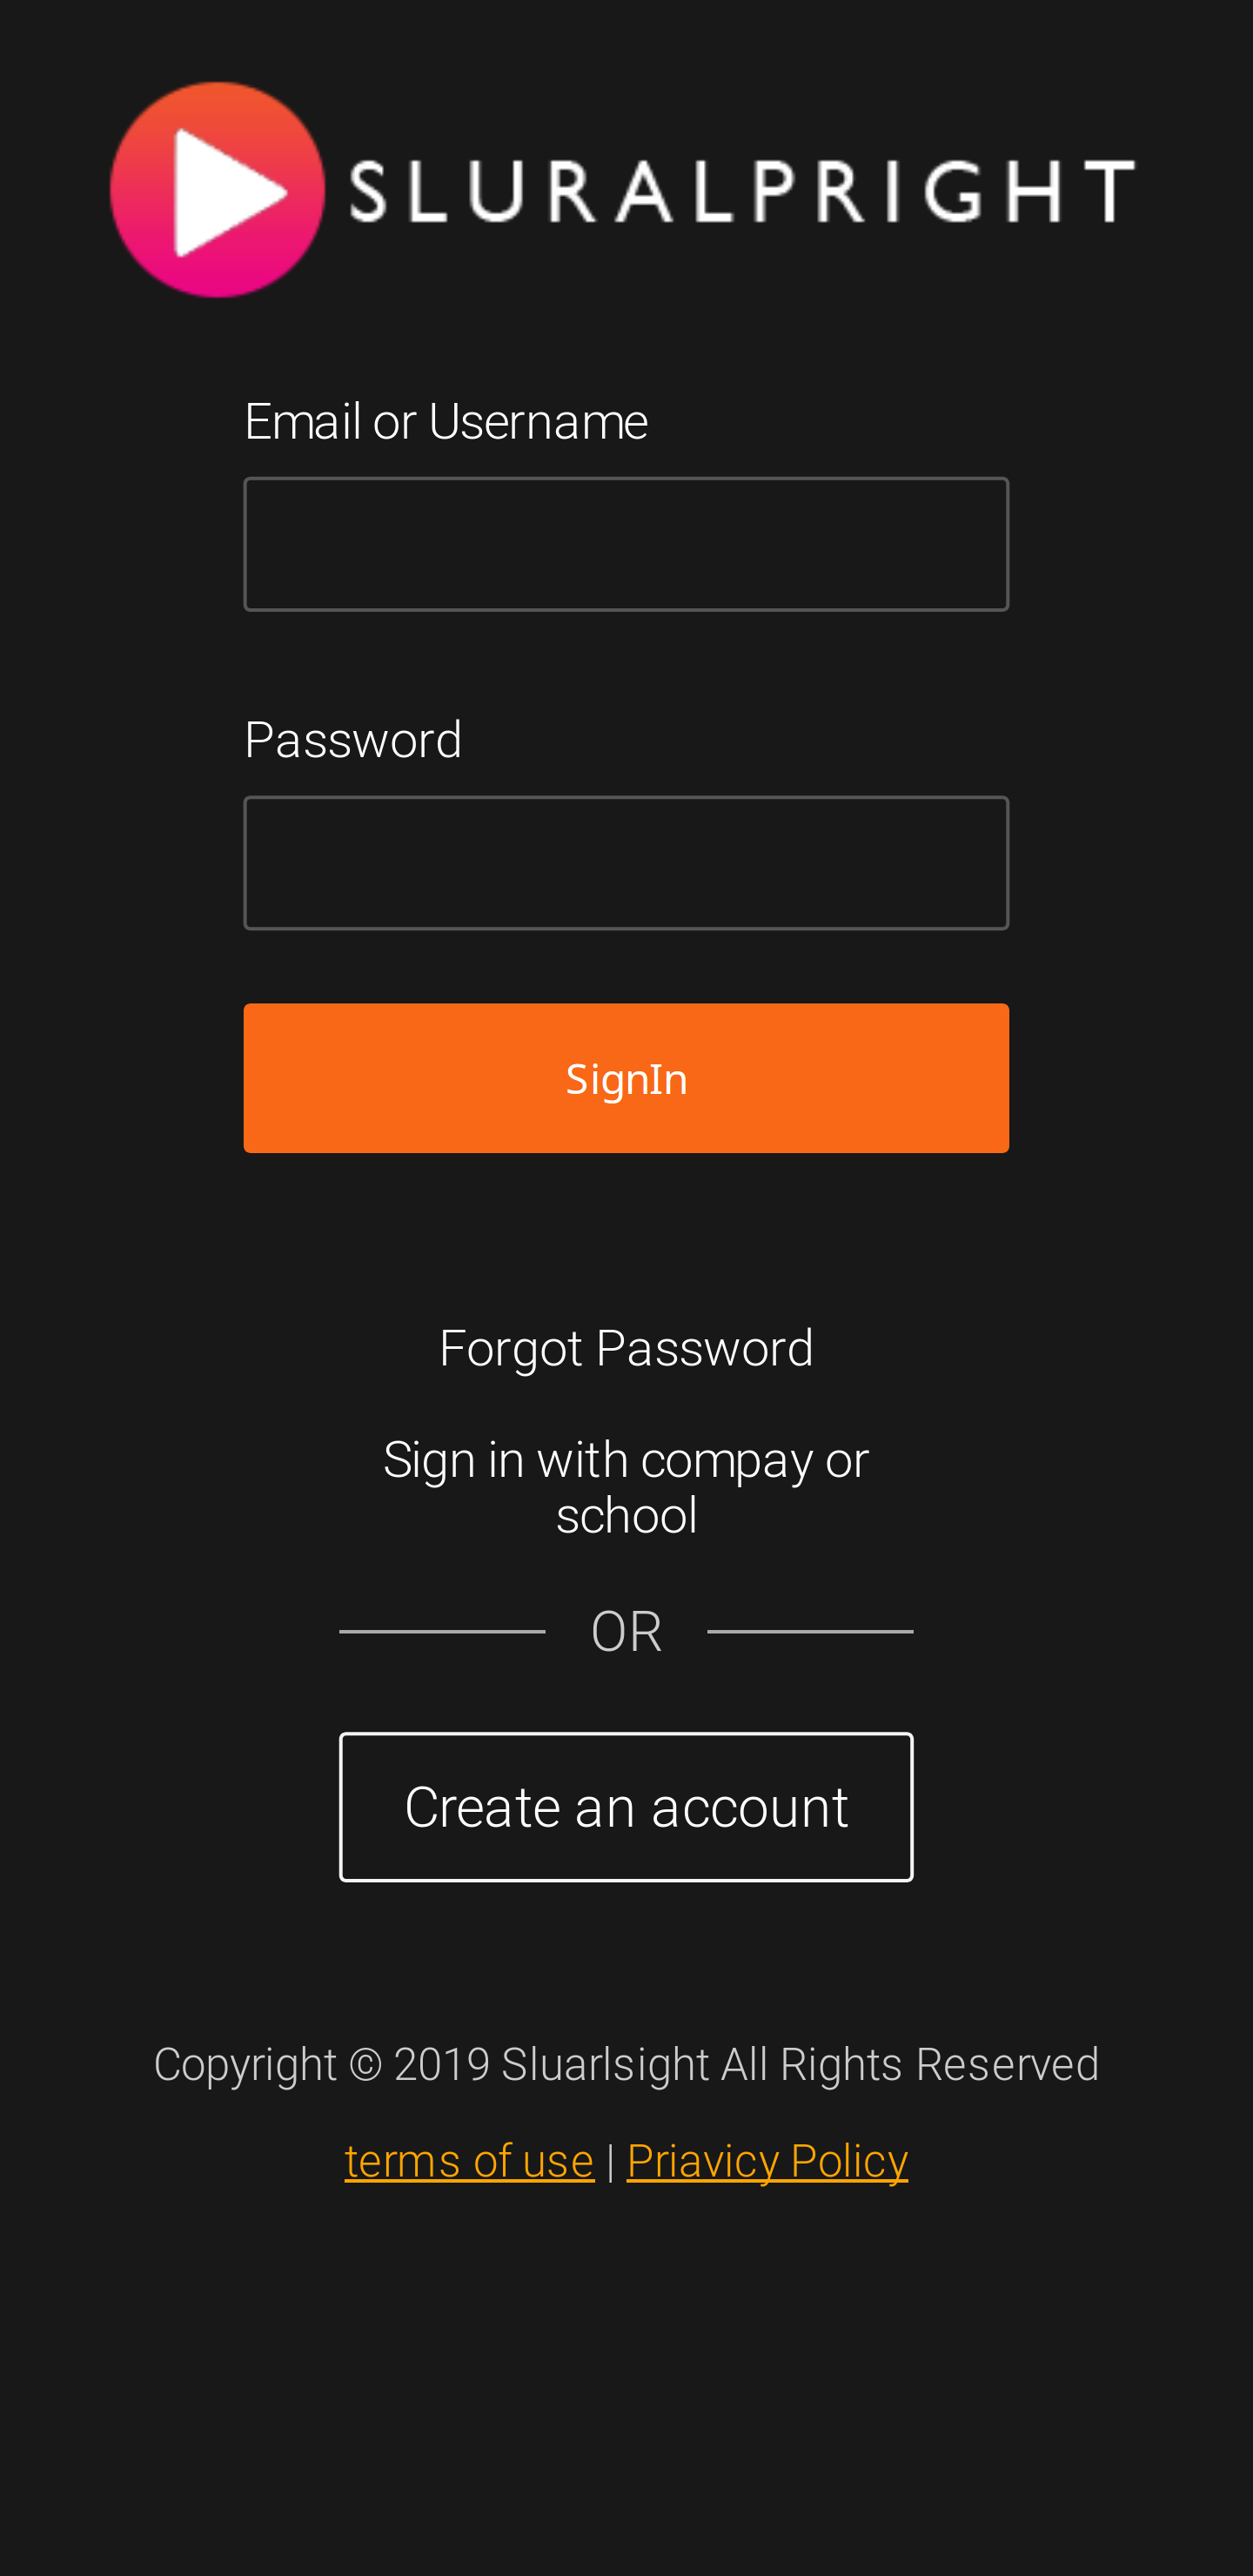 SLURALPRIGHT
Email or Username
Password
SignIn
Forgot Password
Sign in with compay or
school
OR
Create an account
Copyright © 2019 Sluarlsight All Rights Reserved
terms of use | Priavicy Policy